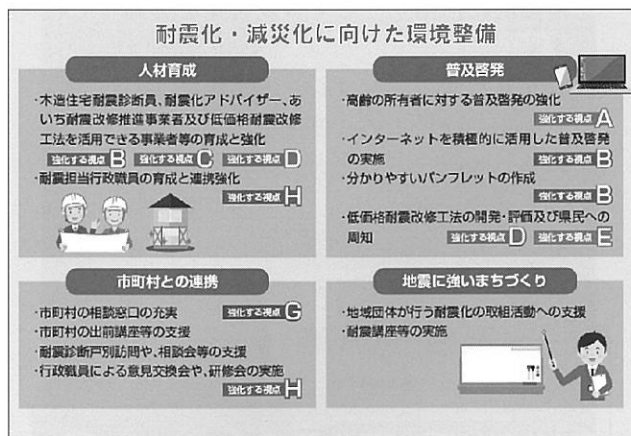 耐震化・減災化に向けた環境整備
人材育成
・木造住宅耐震診断員、耐震化アドバイザー、あ
いち耐震改修推進事業者及び低価格耐震改修
工法を活用できる事業者等の育成と強化
強化する視点 B 強化する視点 C 強化する視点 D
・耐震担当行政職員の育成と連携強化
強化する視点 H
普及啓発
・高齢の所有者に対する普及啓発の強化
強化する視点 A
・インターネットを積極的に活用した普及啓発
の実施 強化する視点 B
・分かりやすいパンフレットの作成
強化する視点 B
・低価格耐震改修工法の開発・評価及び県民への
周知 強化する視点 D 強化する視点 E
市町村との連携
・市町村の相談窓口の充実 強化する視点 G
・市町村の出前講座等の支援
・耐震診断戸別訪問や、相談会等の支援
・行政職員による意見交換会や、研修会の実施
強化する視点 H
地震に強いまちづくり
・地域団体が行う耐震化の取組活動への支援
・耐震講座等の実施